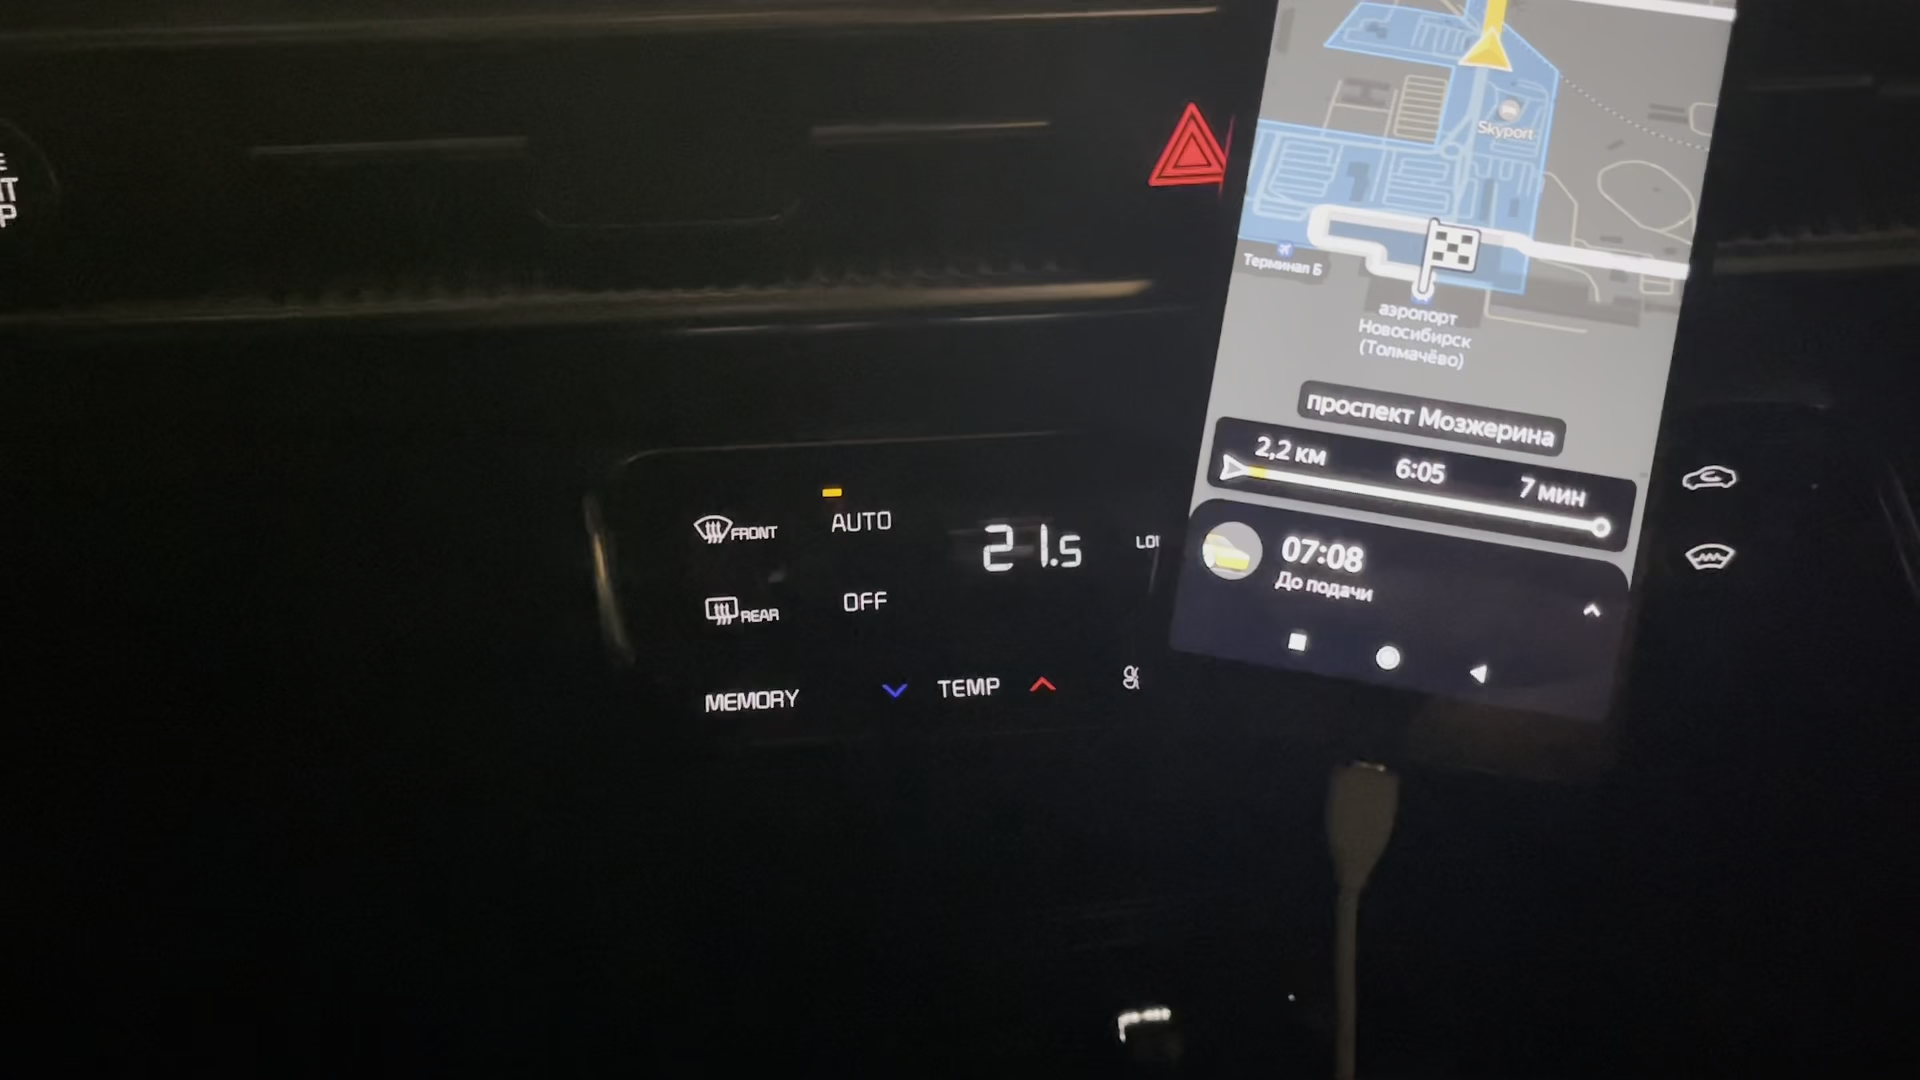 Skyport
Терминал Б
аэропорт
Новосибирск
(Толмачёво)
проспект Мозжерина
2,2 км
6:05
7 мин
07:08
До подачи
FRONT
AUTO
21.5
REAR
OFF
MEMORY
TEMP